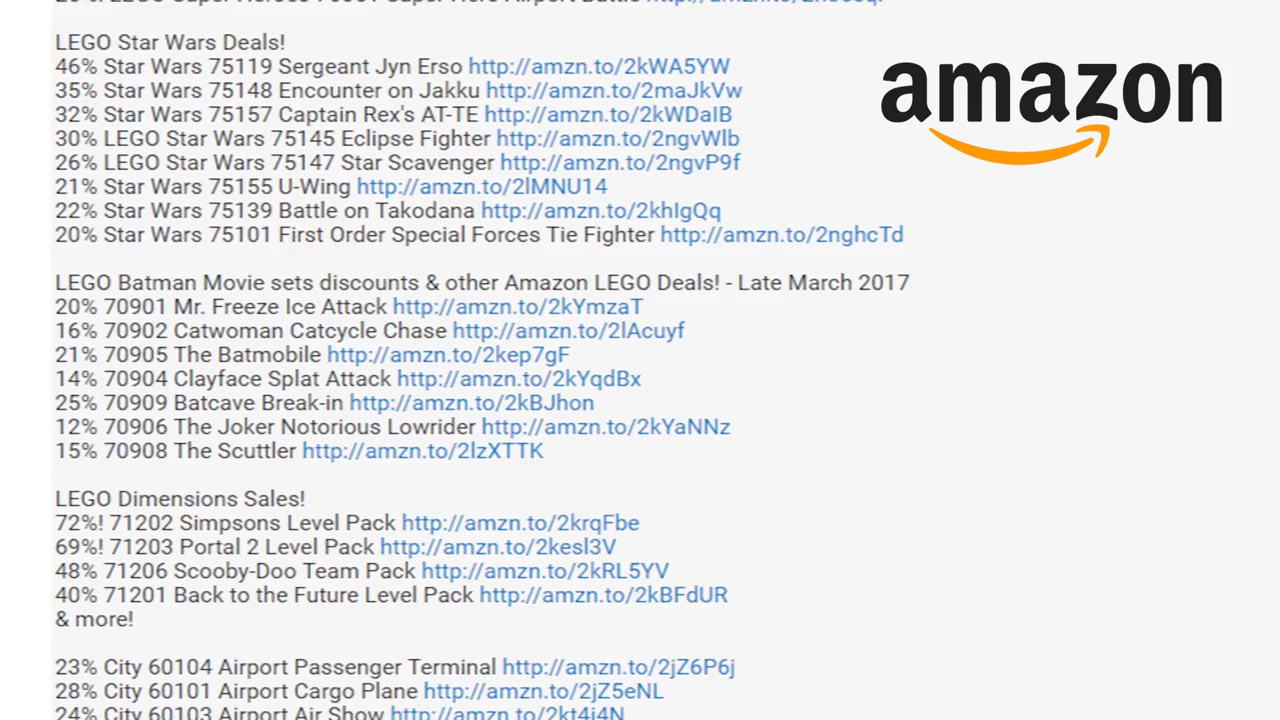 LEGO Star Wars Deals!
46% Star Wars 75119 Sergeant Jyn Erso http://amzn.to/2kWA5YW
35% Star Wars 75148 Encounter on Jakku http://amzn.to/2maJkVw
32% Star Wars 75157 Captain Rex's AT-TE http://amzn.to/2kWDaIB
30% LEGO Star Wars 75145 Eclipse Fighter http://amzn.to/2ngvWlb
26% LEGO Star Wars 75147 Star Scavenger http://amzn.to/2ngvP9f
21% Star Wars 75155 U-Wing http://amzn.to/2lMNU14
22% Star Wars 75139 Battle on Takodana http://amzn.to/2khIgQq
20% Star Wars 75101 First Order Special Forces Tie Fighter http://amzn.to/2nghcTd
amazon
LEGO Batman Movie sets discounts & other Amazon LEGO Deals! - Late March 2017
20% 70901 Mr. Freeze Ice Attack http://amzn.to/2kYmzaT
16% 70902 Catwoman Catcycle Chase http://amzn.to/2lAcuyf
21% 70905 The Batmobile http://amzn.to/2kep7gF
14% 70904 Clayface Splat Attack http://amzn.to/2kYqdBx
25% 70909 Batcave Break-in http://amzn.to/2kBJhon
12% 70906 The Joker Notorious Lowrider http://amzn.to/2kYaNNz
15% 70908 The Scuttler http://amzn.to/2lzXTTK
LEGO Dimensions Sales!
72%! 71202 Simpsons Level Pack http://amzn.to/2krqFbe
69%! 71203 Portal 2 Level Pack http://amzn.to/2kesl3V
48% 71206 Scooby-Doo Team Pack http://amzn.to/2kRL5YV
40% 71201 Back to the Future Level Pack http://amzn.to/2kBFdUR
& more!
23% City 60104 Airport Passenger Terminal http://amzn.to/2jZ6P6j
28% City 60101 Airport Cargo Plane http://amzn.to/2jZ5eNL
24% City 60103 Airport Air Show